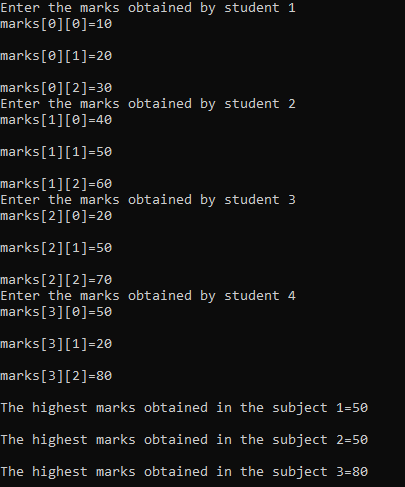 Enter the marks obtained by student 1
marks[0][0]=10
marks[0][1]=20
marks[0][2]=30
Enter the marks obtained by student 2
marks[1][0]=40
marks[1][1]=50
marks[1][2]=60
Enter the marks obtained by student 3
marks[2][0]=20
marks[2][1]=50
marks[2][2]=70
Enter the marks obtained by student 4
marks[3][0]=50
marks[3][1]=20
marks[3][2]=80
The highest marks obtained in the subject 1=50
The highest marks obtained in the subject 2=50
The highest marks obtained in the subject 3=80